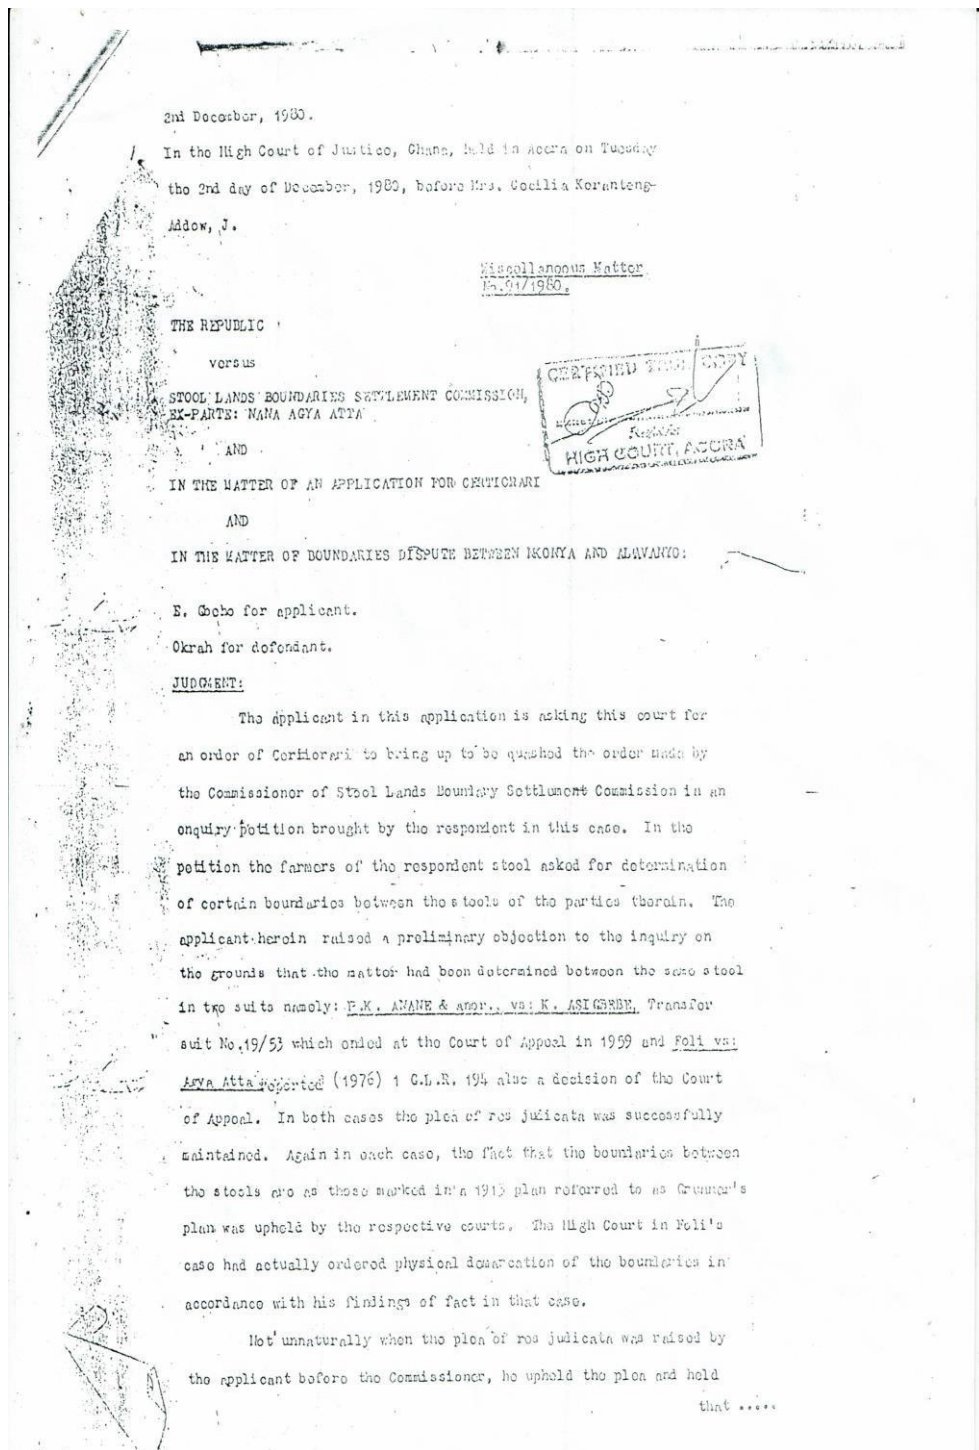 2nd December, 1980.
In the High Court of Justice, Ghana, held in Accra on Tuesday
the 2nd day of December, 1980, before Mrs. Cecilia Koranteng-
Addow, J.
Miscellaneous Matter
No.91/1980.
THE REPUBLIC
versus
STOOL LANDS BOUNDARIES SETTLEMENT COMMISSION,
EX-PARTE: NANA AGYA ATTA
CERTIFIED TRUE COPY
Registrar
HIGH COURT, ACCRA
AND
IN THE MATTER OF AN APPLICATION FOR CERTIORARI
AND
IN THE MATTER OF BOUNDARIES DISPUTE BETWEEN NKONYA AND ALAVANYO:
E. Gbeho for applicant.
Okrah for defendant.
JUDGMENT:
The applicant in this application is asking this court for
an order of Certiorari to bring up to be quashed the order made by
the Commissioner of Stool Lands Boundary Settlument Commission in an
enquiry petition brought by the respondent in this case. In the
petition the farmers of the respondent stool asked for determination
of certain boundaries between the stools of the parties therein. The
applicant herein raised a preliminary objection to the inquiry on
the grounds that the matter had been determined between the same stool
in two suits namely: F.K. ANANE & anor., vs: K. ASIGBEBE, Transfer
suit No.19/53 which ended at the Court of Appeal in 1959 and Foli vs:
Agya Atta reported (1976) 1 G.L.R. 194 also a decision of the Court
of Appeal. In both cases the plea of res judicata was successfully
maintained. Again in each case, the fact that the boundaries between
the stools are as those marked in a 1913 plan referred to as Grunner's
plan was upheld by the respective courts. The High Court in Foli's
case had actually ordered physical demarcation of the boundaries in
accordance with his findings of fact in that case.
Not unnaturally when the plea of res judicata was raised by
the applicant before the Commissioner, he upheld the plea and held
that .....